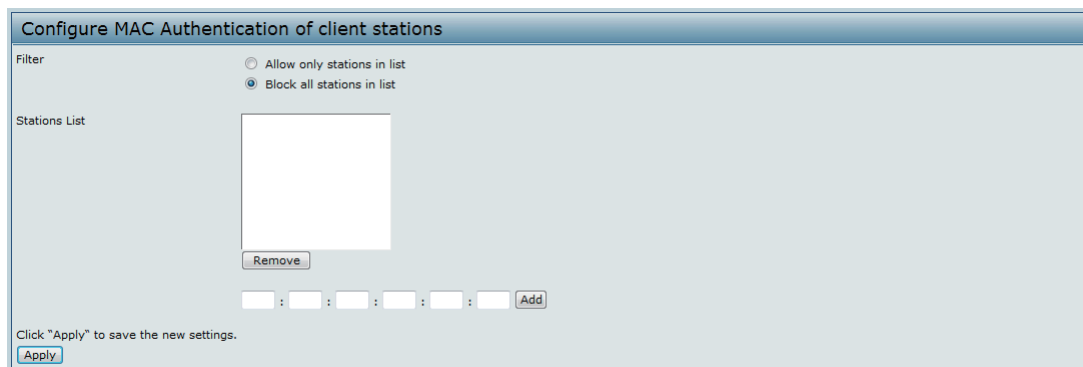 Configure MAC Authentication of client stations
Filter
Allow only stations in list
Block all stations in list
Stations List
Remove
: : : : : Add
Click "Apply" to save the new settings.
Apply